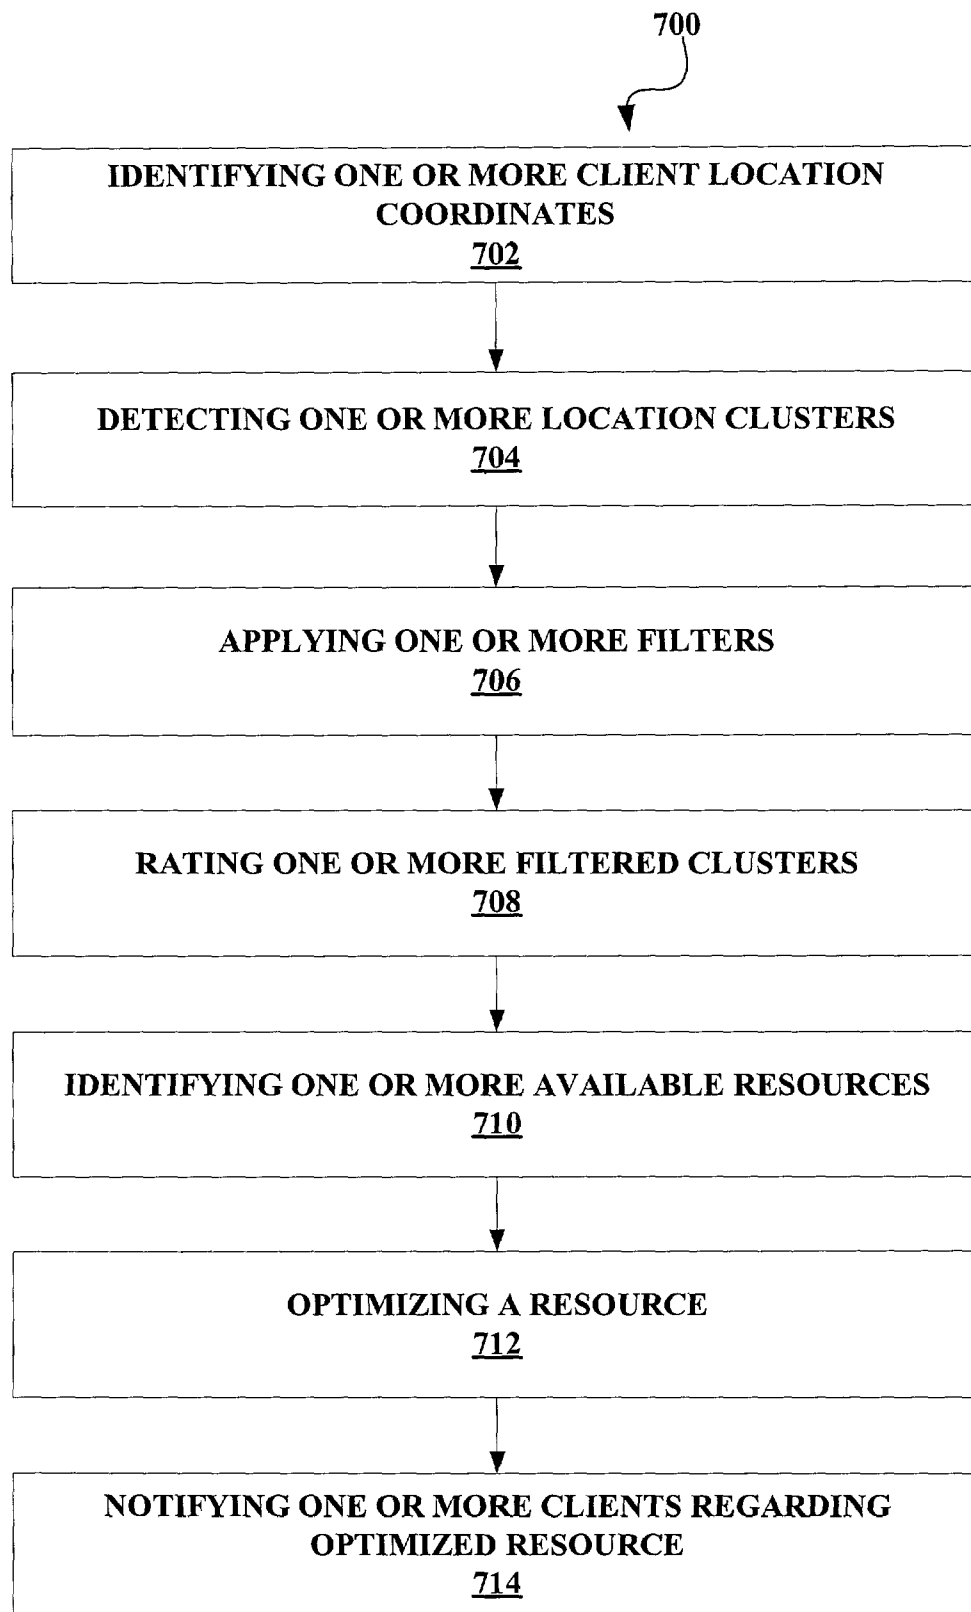 700
IDENTIFYING ONE OR MORE CLIENT LOCATION
COORDINATES
702
DETECTING ONE OR MORE LOCATION CLUSTERS
704
APPLYING ONE OR MORE FILTERS
706
RATING ONE OR MORE FILTERED CLUSTERS
708
IDENTIFYING ONE OR MORE AVAILABLE RESOURCES
710
OPTIMIZING A RESOURCE
712
NOTIFYING ONE OR MORE CLIENTS REGARDING
OPTIMIZED RESOURCE
714